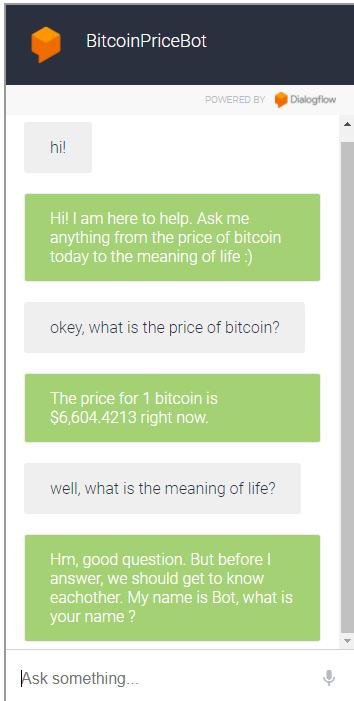 BitcoinPriceBot
POWERED BY Dialogflow
hi!
Hi! I am here to help. Ask me
anything from the price of bitcoin
today to the meaning of life :)
okey, what is the price of bitcoin?
The price for 1 bitcoin is
$6,604.4213 right now.
well, what is the meaning of life?
Hm, good question. But before I
answer, we should get to know
eachother. My name is Bot, what is
your name ?
Ask something...